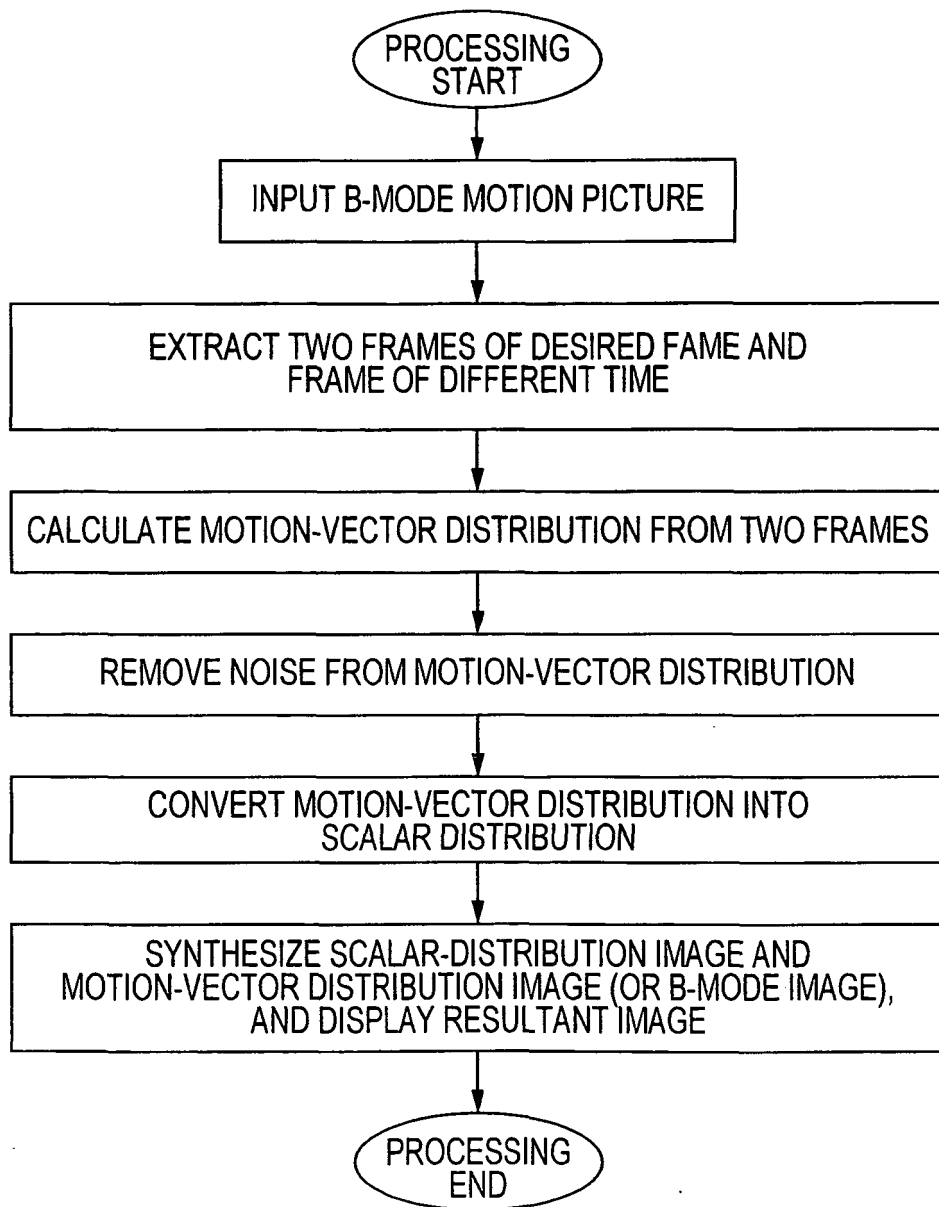 PROCESSING
START
INPUT B-MODE MOTION PICTURE
EXTRACT TWO FRAMES OF DESIRED FAME AND
FRAME OF DIFFERENT TIME
CALCULATE MOTION-VECTOR DISTRIBUTION FROM TWO FRAMES
REMOVE NOISE FROM MOTION-VECTOR DISTRIBUTION
CONVERT MOTION-VECTOR DISTRIBUTION INTO
SCALAR DISTRIBUTION
SYNTHESIZE SCALAR-DISTRIBUTION IMAGE AND
MOTION-VECTOR DISTRIBUTION IMAGE (OR B-MODE IMAGE),
AND DISPLAY RESULTANT IMAGE
PROCESSING
END